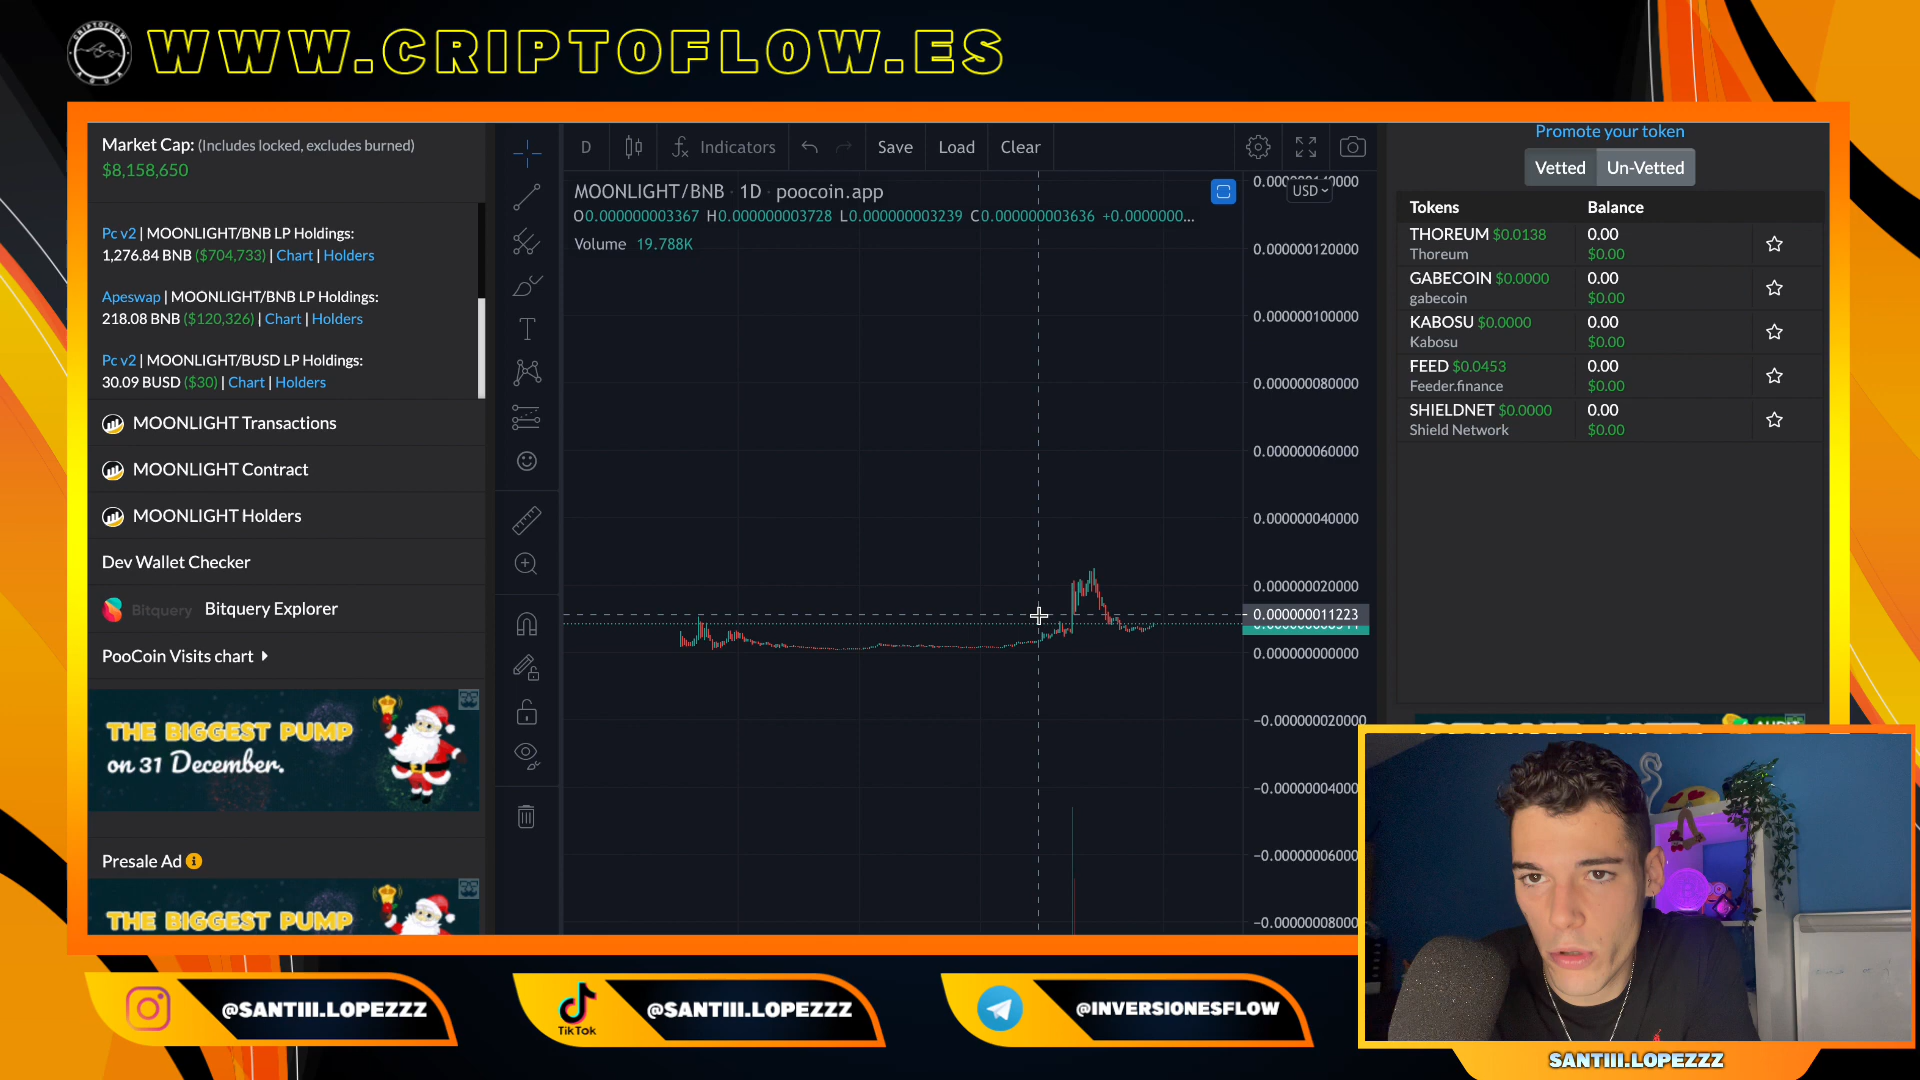 WWW.CRIPTOFLOW.ES
Market Cap: (Includes locked, excludes burned)
$8,158,650
Pc v2 | MOONLIGHT/BNB LP Holdings:
1,276.84 BNB ($704,733) | Chart | Holders
Apeswap | MOONLIGHT/BNB LP Holdings:
218.08 BNB ($120,326) | Chart | Holders
Pc v2 | MOONLIGHT/BUSD LP Holdings:
30.09 BUSD ($30) | Chart | Holders
MOONLIGHT Transactions
MOONLIGHT Contract
MOONLIGHT Holders
Dev Wallet Checker
Bitquery Bitquery Explorer
PooCoin Visits chart
THE BIGGEST PUMP
on 31 December.
Presale Ad
THE BIGGEST PUMP
D Indicators Save Load Clear
MOONLIGHT/BNB · 1D · poocoin.app
O0.000000003367 H0.000000003728 L0.000000003239 C0.000000003636 +0.0000000...
Volume 19.788K
USD
0.000000120000
0.000000100000
0.000000080000
0.000000060000
0.000000040000
0.000000020000
0.000000011223
0.000000000000
-0.000000020000
-0.00000004000
-0.00000006000
-0.00000008000
Promote your token
Vetted Un-Vetted
Tokens Balance
THOREUM $0.0138 0.00
Thoreum $0.00
GABECOIN $0.0000 0.00
gabecoin $0.00
KABOSU $0.0000 0.00
Kabosu $0.00
FEED $0.0453 0.00
Feeder.finance $0.00
SHIELDNET $0.0000 0.00
Shield Network $0.00
@SANTIII.LOPEZZZ
TikTok
@SANTIII.LOPEZZZ
@INVERSIONESFLOW
SANTIII.LOPEZZZ